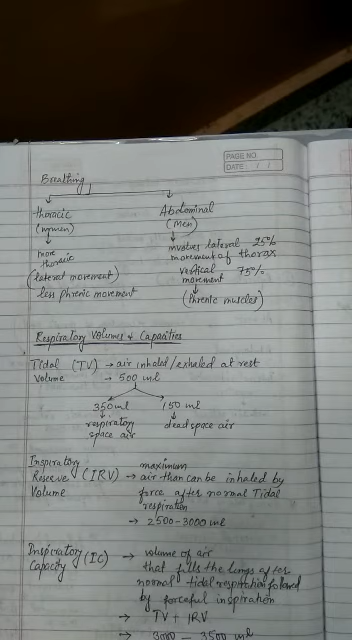 PAGE NO.
DATE: / /
Breathing
Thoracic
(women)
more
thoracic
(lateral movement)
less phrenic movement
Abdominal
(Men)
involves lateral 25%
movement of thorax
vertical 75%
movement
(Phrenic muscles)
Respiratory Volumes & Capacities
Tidal (TV) → air inhaled/exhaled at rest
Volume → 500 ml
350 ml 150 ml
respiratory dead space air
space air
Inspiratory maximum
Reserve (IRV) → air than can be inhaled by
Volume force after normal Tidal
respiration
→ 2500-3000 ml
Inspiratory (IC) → volume of air
Capacity that fills the lungs after
normal tidal respiration followed
by forceful inspiration
→ TV + IRV
→ 3000 - 3500 ml